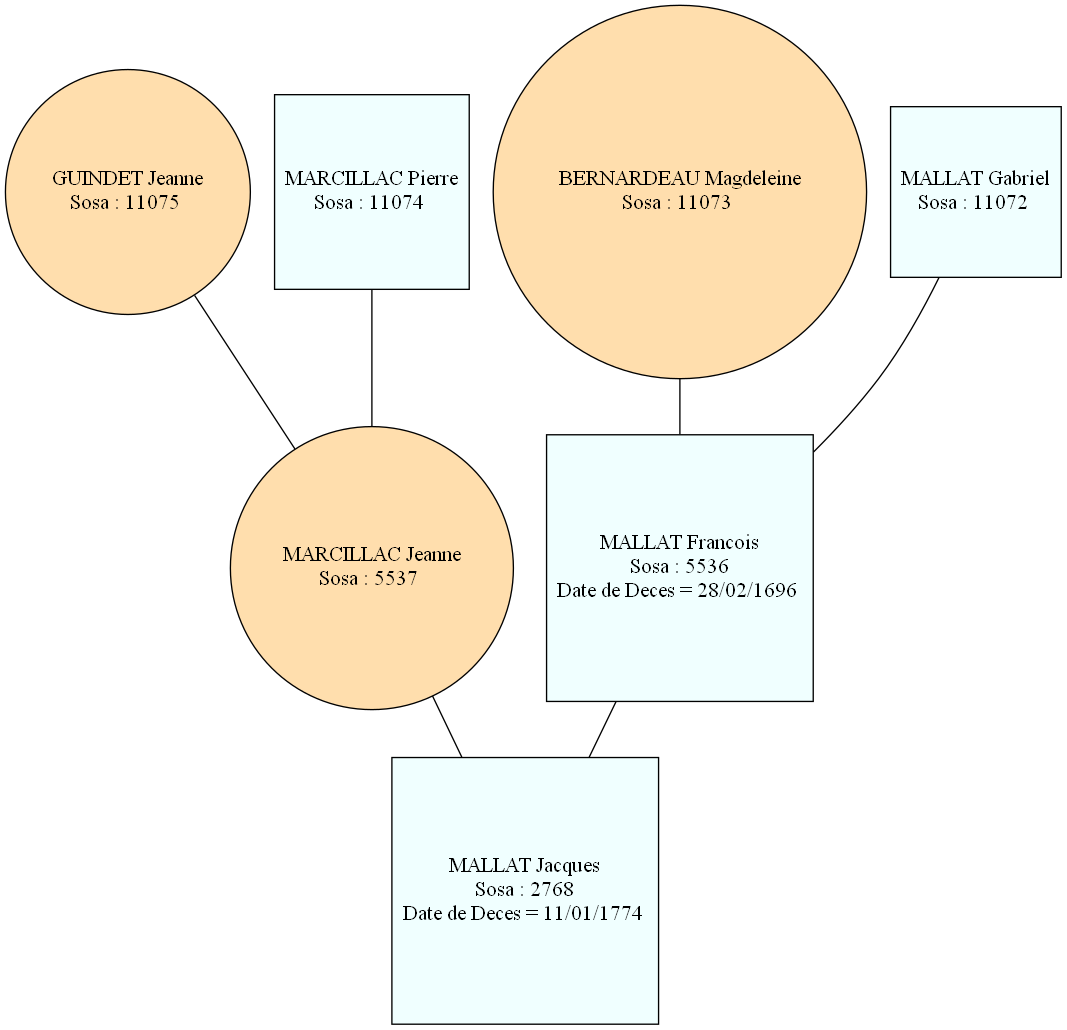 GUINDET Jeanne
Sosa : 11075
MARCILLAC Pierre
Sosa : 11074
BERNARDEAU Magdeleine
Sosa : 11073
MALLAT Gabriel
Sosa : 11072
MARCILLAC Jeanne
Sosa : 5537
MALLAT Francois
Sosa : 5536
Date de Deces = 28/02/1696
MALLAT Jacques
Sosa : 2768
Date de Deces = 11/01/1774